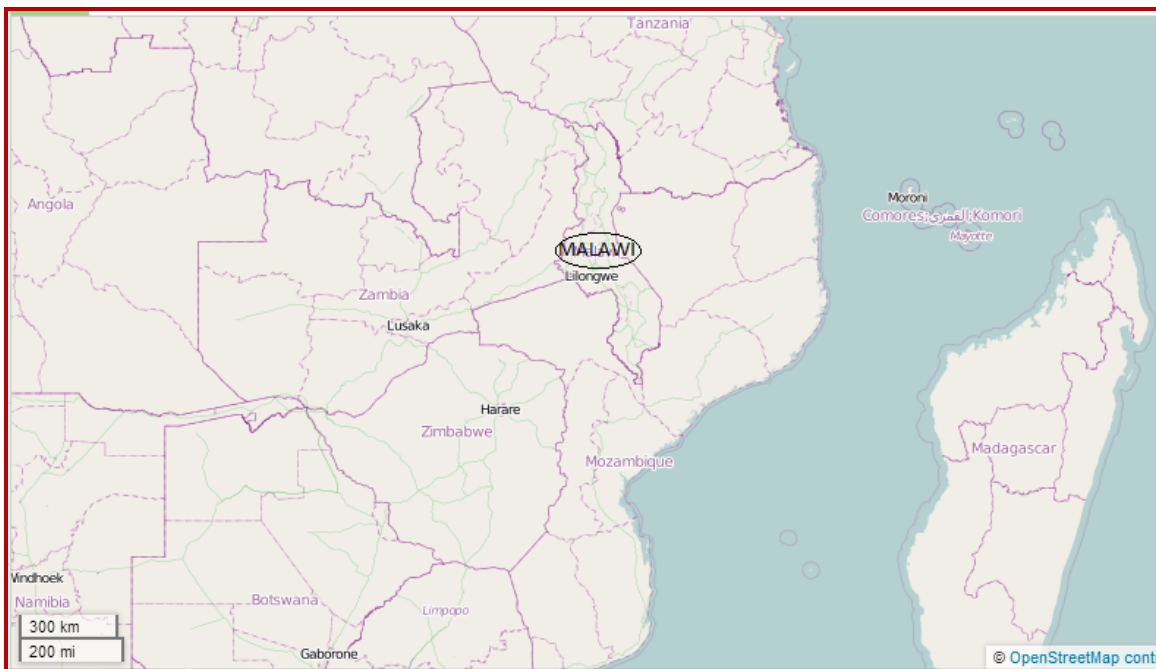 Tanzania
Angola
Moroni
Comores;القمري;Komori
Mayotte
MALAWI
Lilongwe
Zambia
Lusaka
Harare
Zimbabwe
Mozambique
Madagascar
Windhoek
Namibia
Botswana
Limpopo
300 km
200 mi
Gaborone
© OpenStreetMap cont